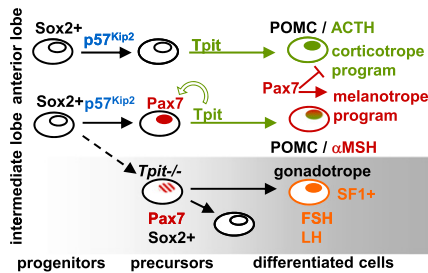 anterior lobe
intermediate lobe
Sox2+
p57Kip2
Tpit
POMC / ACTH
corticotrope
program
Pax7
melanotrope
program
Sox2+
p57Kip2
Pax7
Tpit
POMC / αMSH
Tpit-/-
Pax7
Sox2+
gonadotrope
SF1+
FSH
LH
progenitors
precursors
differentiated cells